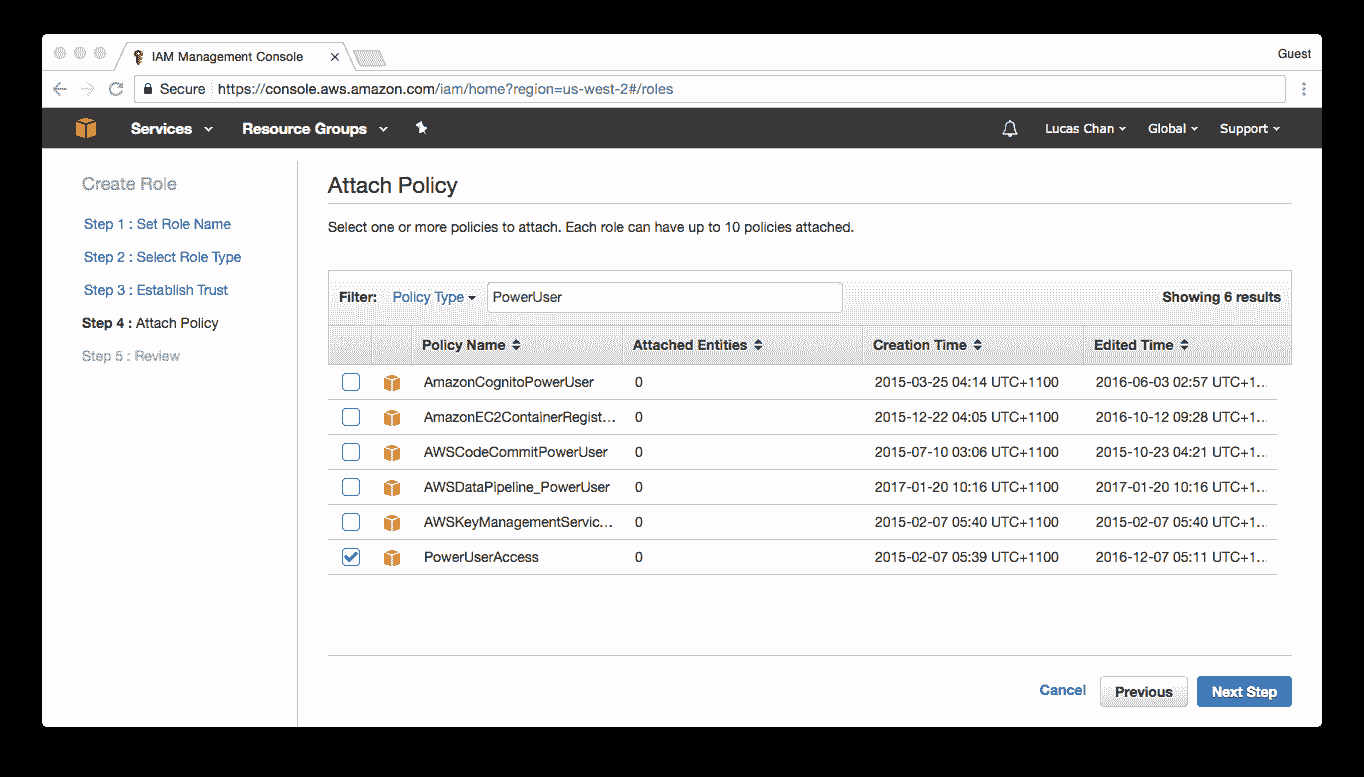 IAM Management Console
Guest
Secure https://console.aws.amazon.com/iam/home?region=us-west-2#/roles
Services Resource Groups Lucas Chan Global Support
Create Role
Step 1 : Set Role Name
Step 2 : Select Role Type
Step 3 : Establish Trust
Step 4 : Attach Policy
Step 5 : Review
Attach Policy
Select one or more policies to attach. Each role can have up to 10 policies attached.
Filter: Policy Type PowerUser Showing 6 results
Policy Name Attached Entities Creation Time Edited Time
AmazonCognitoPowerUser 0 2015-03-25 04:14 UTC+1100 2016-06-03 02:57 UTC+1...
AmazonEC2ContainerRegist... 0 2015-12-22 04:05 UTC+1100 2016-10-12 09:28 UTC+1...
AWSCodeCommitPowerUser 0 2015-07-10 03:06 UTC+1100 2015-10-23 04:21 UTC+1...
AWSDataPipeline_PowerUser 0 2017-01-20 10:16 UTC+1100 2017-01-20 10:16 UTC+1...
AWSKeyManagementServic... 0 2015-02-07 05:40 UTC+1100 2015-02-07 05:40 UTC+1...
PowerUserAccess 0 2015-02-07 05:39 UTC+1100 2016-12-07 05:11 UTC+1...
Cancel Previous Next Step